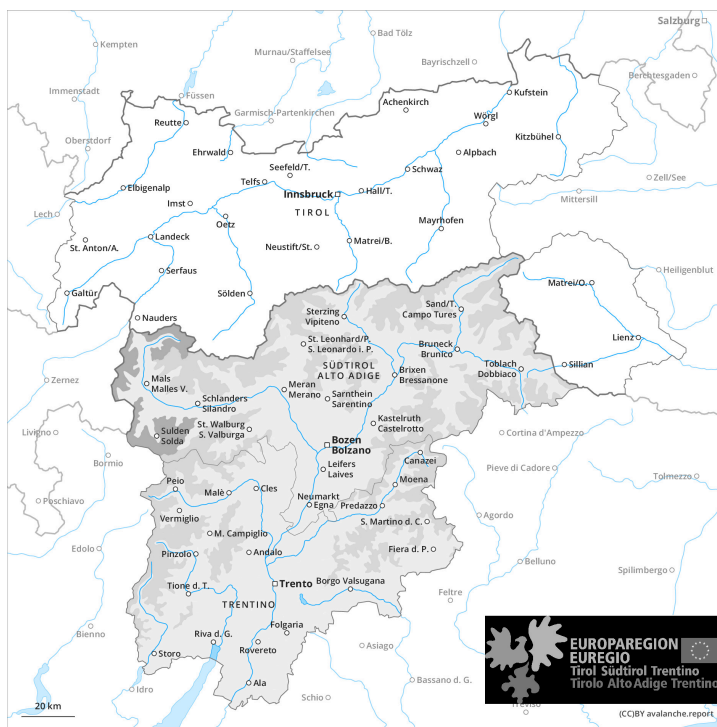 Salzburg
Kempten
Bad Tölz
Murnau/Staffelsee
Bayrischzell
Berchtesgaden
Immenstadt
Füssen
Kufstein
Achenkirch
Garmisch-Partenkirchen
Wörgl
Reutte
Kitzbühel
Oberstdorf
Ehrwald
Alpbach
Seefeld/T.
Schwaz
Zell/See
Telfs
Elbigenalp
Innsbruck
Hall/T.
Mittersill
Imst
TIROL
Lech
Oetz
Mayrhofen
Landeck
St. Anton/A.
Neustift/St.
Matrei/B.
Serfaus
Heiligenblut
Matrei/O.
Galtür
Sölden
Sand/T.
Campo Tures
Nauders
Sterzing
Vipiteno
Lienz
St. Leonhard/P.
S. Leonardo i. P.
Bruneck
Brunico
SÜDTIROL
ALTO ADIGE
Toblach
Dobbiaco
Sillian
Zernez
Mals
Malles V.
Brixen
Bressanone
Meran
Merano
Schlanders
Silandro
Sarnthein
Sarentino
Kastelruth
Castelrotto
St. Walburg
S. Valburga
Livigno
Sulden
Solda
Bozen
Bolzano
Cortina d'Ampezzo
Canazei
Bormio
Leifers
Laives
Pieve di Cadore
Tolmezzo
Peio
Moena
Malè
Cles
Neumarkt
Egna
Predazzo
Poschiavo
Vermiglio
S. Martino d. C.
Agordo
M. Campiglio
Edolo
Pinzolo
Andalo
Fiera d. P.
Belluno
Spilimbergo
Trento
Borgo Valsugana
Tione d. T.
Feltre
TRENTINO
Folgaria
Bienno
Riva d. G.
Rovereto
Asiago
Storo
Ala
Bassano d. G.
Idro
Schio
Treviso
EUROPAREGION
EUREGIO
Tirol Südtirol Trentino
Tirolo AltoAdige Trentino
20 km
(CC)BY avalanche.report